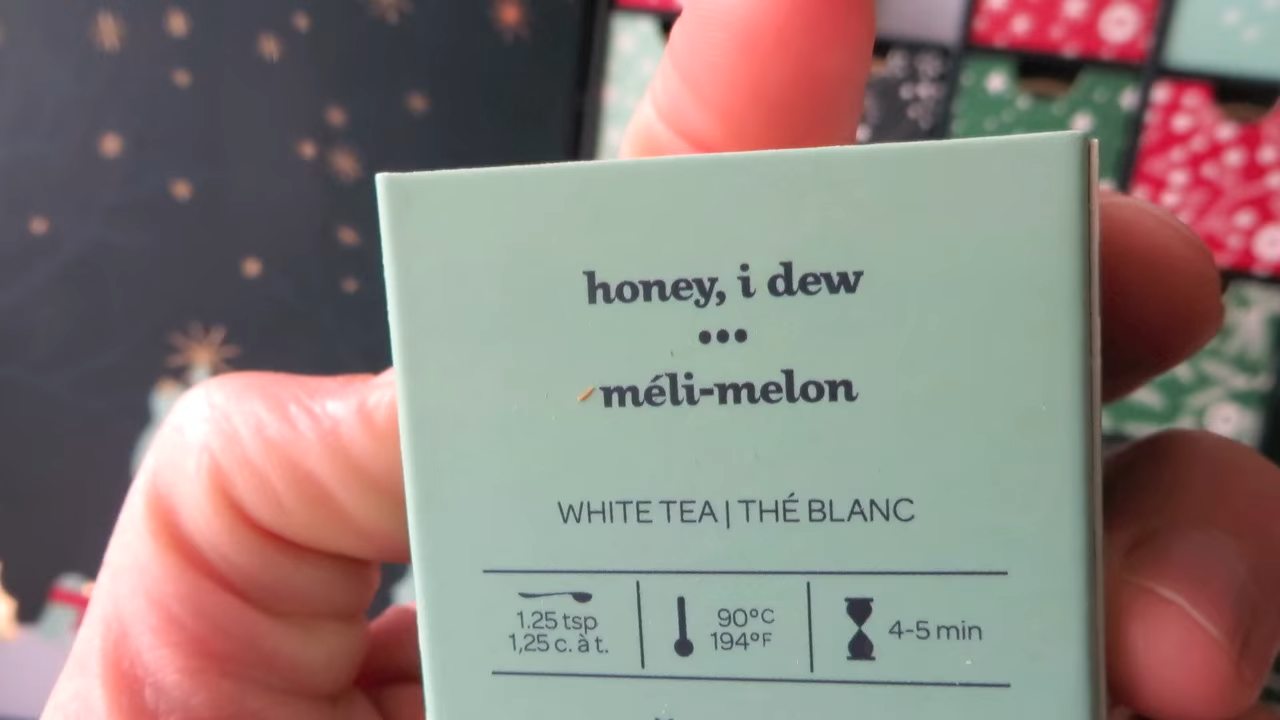 honey, i dew
•••
méli-melon
WHITE TEA | THÉ BLANC
1.25 tsp
1,25 c. à t.
90°C
194°F
4-5 min